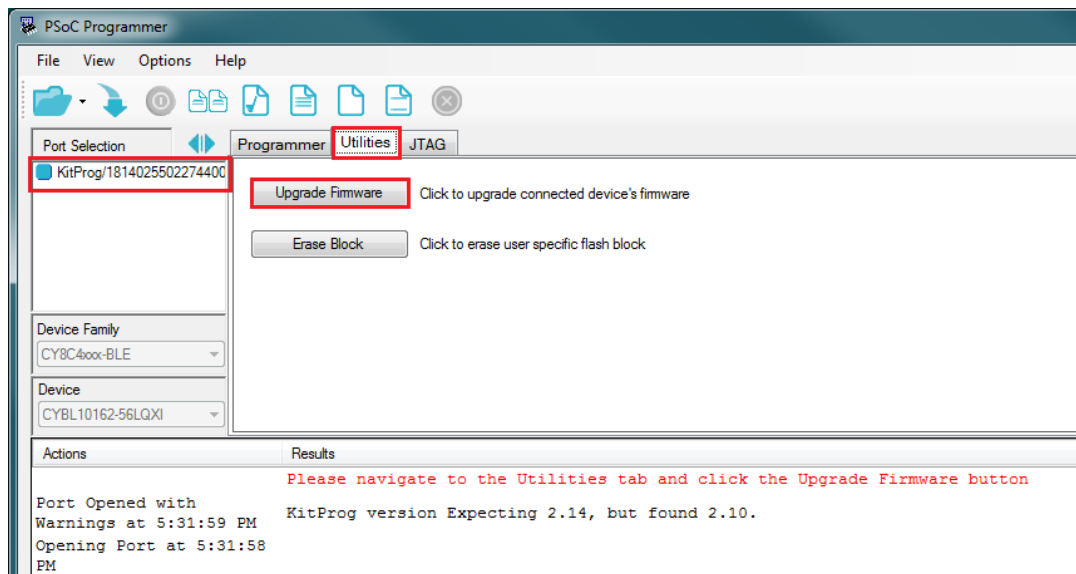 PSoC Programmer
File View Options Help
Port Selection
Programmer Utilities JTAG
KitProg/1814025502274400
Upgrade Firmware Click to upgrade connected device's firmware
Erase Block Click to erase user specific flash block
Device Family
CY8C4xxx-BLE
Device
CYBL10162-56LQXI
Actions Results
Please navigate to the Utilities tab and click the Upgrade Firmware button
Port Opened with
Warnings at 5:31:59 PM
KitProg version Expecting 2.14, but found 2.10.
Opening Port at 5:31:58
PM